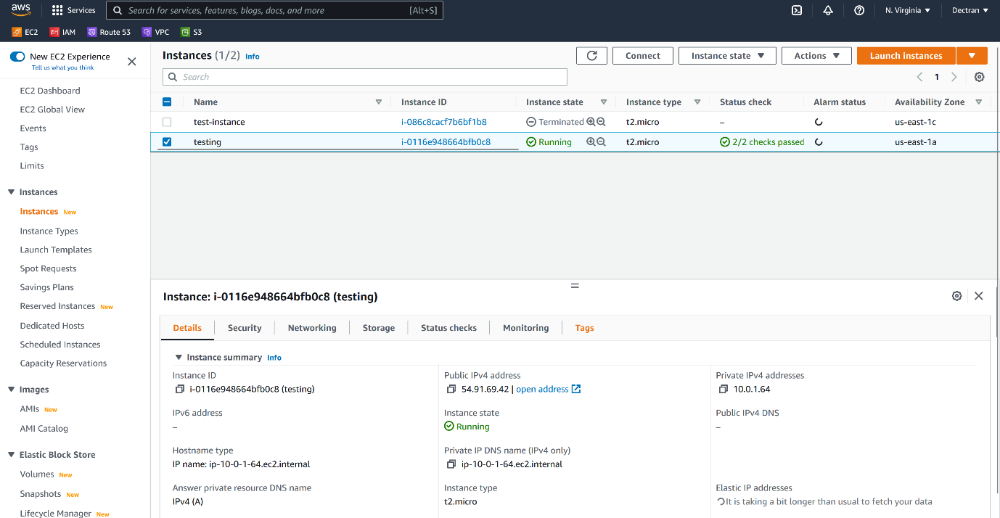 aws Services Search for services, features, blogs, docs, and more [Alt+S] N. Virginia Dectran
EC2 IAM Route 53 VPC S3
New EC2 Experience
Tell us what you think
EC2 Dashboard
EC2 Global View
Events
Tags
Limits
Instances
Instances New
Instance Types
Launch Templates
Spot Requests
Savings Plans
Reserved Instances New
Dedicated Hosts
Scheduled Instances
Capacity Reservations
Images
AMIs New
AMI Catalog
Elastic Block Store
Volumes New
Snapshots New
Lifecycle Manager New
Instances (1/2) Info Connect Instance state Actions Launch instances
Search 1
Name Instance ID Instance state Instance type Status check Alarm status Availability Zone
test-instance i-086c8cacf7b6bf1b8 Terminated t2.micro – us-east-1c
testing i-0116e948664bfb0c8 Running t2.micro 2/2 checks passed us-east-1a
Instance: i-0116e948664bfb0c8 (testing)
Details Security Networking Storage Status checks Monitoring Tags
Instance summary Info
Instance ID Public IPv4 address Private IPv4 addresses
i-0116e948664bfb0c8 (testing) 54.91.69.42 | open address 10.0.1.64
IPv6 address Instance state Public IPv4 DNS
– Running –
Hostname type Private IP DNS name (IPv4 only)
IP name: ip-10-0-1-64.ec2.internal ip-10-0-1-64.ec2.internal
Answer private resource DNS name Instance type Elastic IP addresses
IPv4 (A) t2.micro It is taking a bit longer than usual to fetch your data